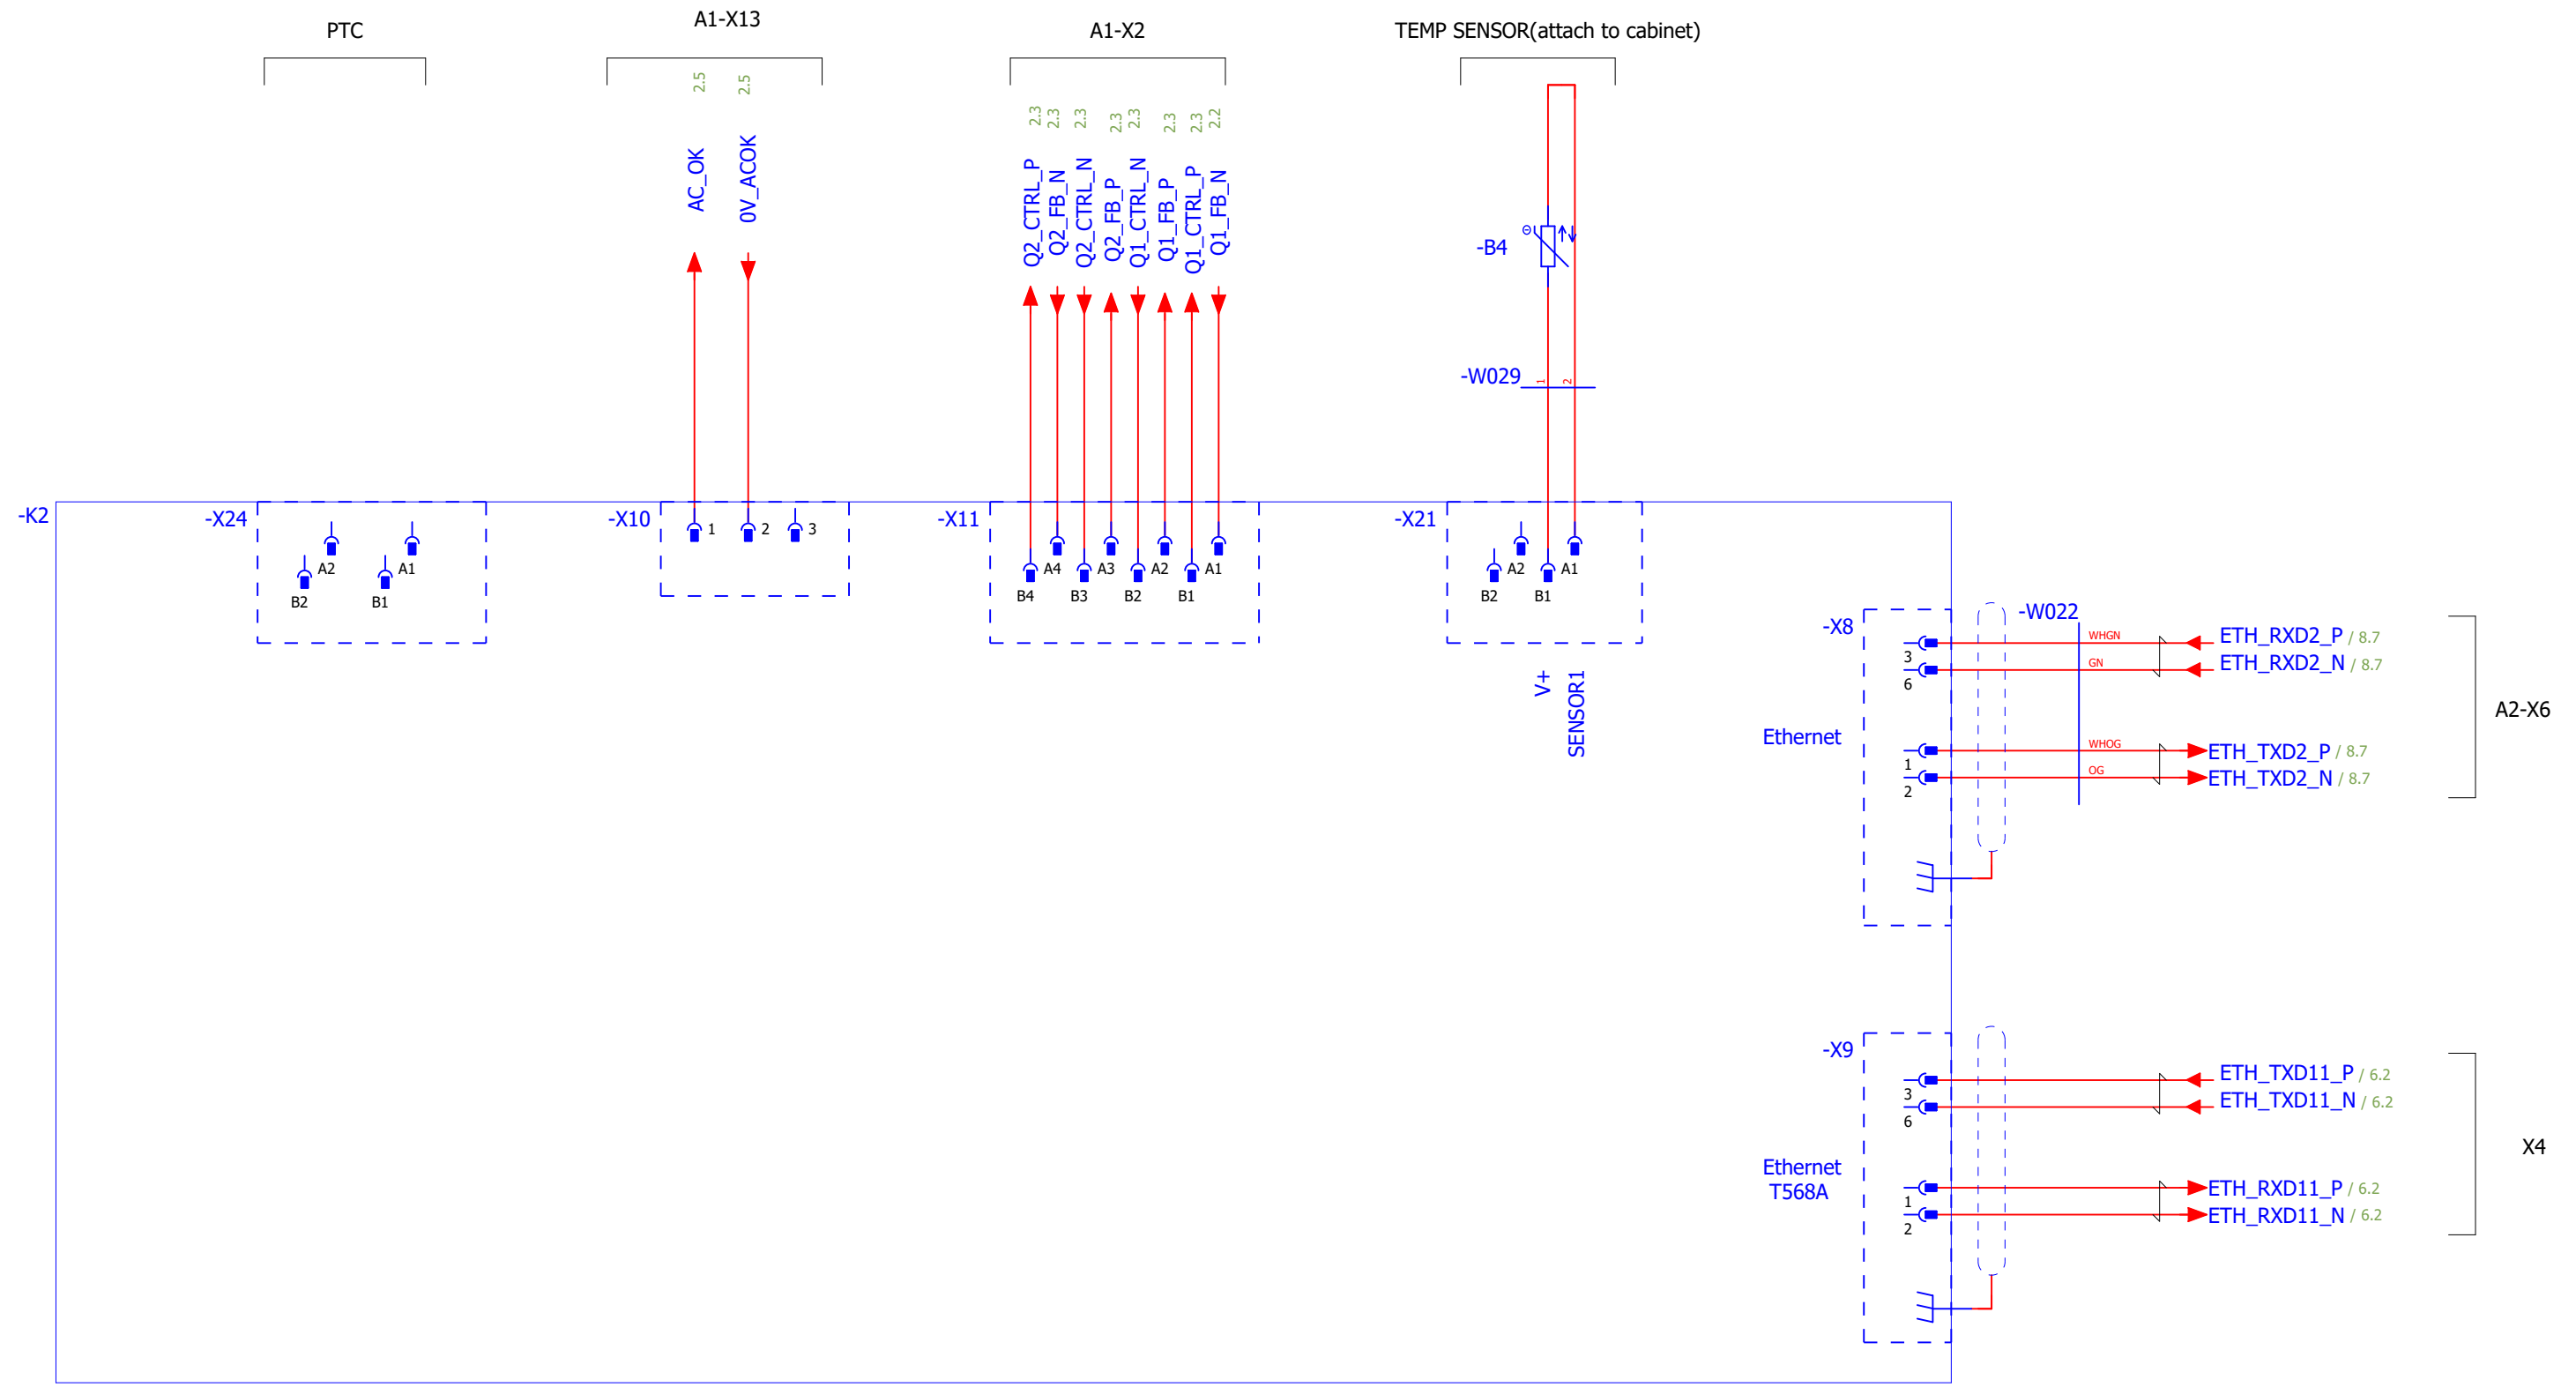 PTC
A1-X13
A1-X2
TEMP SENSOR(attach to cabinet)
2.5
2.5
2.3
2.3
2.3
2.3
2.3
2.3
2.3
2.2
AC_OK
0V_ACOK
Q2_CTRL_P
Q2_FB_N
Q2_CTRL_N
Q2_FB_P
Q1_CTRL_N
Q1_FB_P
Q1_CTRL_P
Q1_FB_N
-B4
Θ
-W029
1
2
-K2
-X24
A2
A1
B2
B1
-X10
1
2
3
-X11
A4
A3
A2
A1
B4
B3
B2
B1
-X21
A2
A1
B2
B1
V+
SENSOR1
-X8
-W022
3
WHGN
ETH_RXD2_P / 8.7
6
GN
ETH_RXD2_N / 8.7
Ethernet
1
WHOG
ETH_TXD2_P / 8.7
2
OG
ETH_TXD2_N / 8.7
A2-X6
-X9
3
ETH_TXD11_P / 6.2
6
ETH_TXD11_N / 6.2
Ethernet
T568A
1
ETH_RXD11_P / 6.2
2
ETH_RXD11_N / 6.2
X4